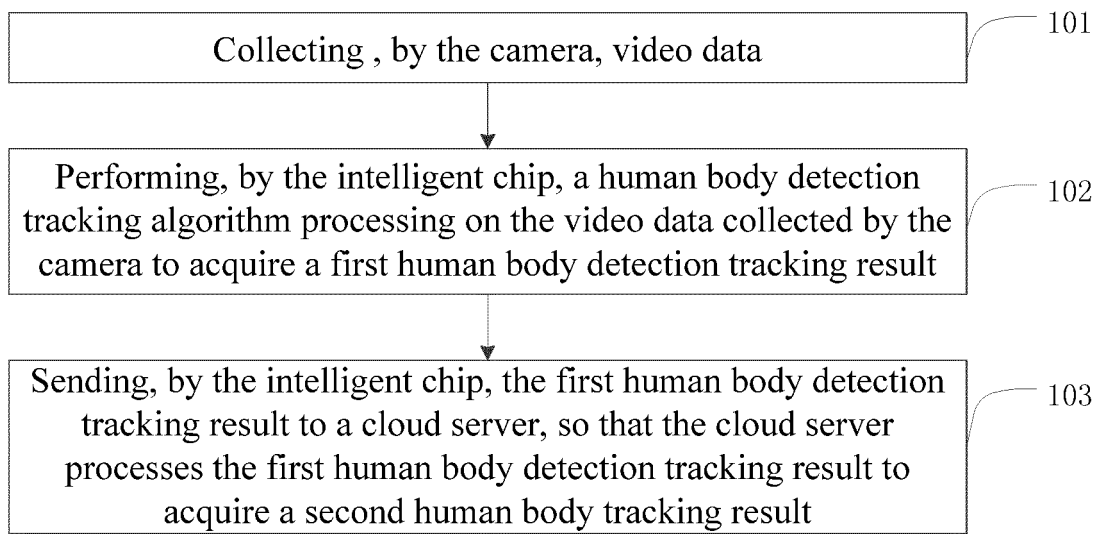 Collecting , by the camera, video data
101
Performing, by the intelligent chip, a human body detection
tracking algorithm processing on the video data collected by the
camera to acquire a first human body detection tracking result
102
Sending, by the intelligent chip, the first human body detection
tracking result to a cloud server, so that the cloud server
processes the first human body detection tracking result to
acquire a second human body tracking result
103